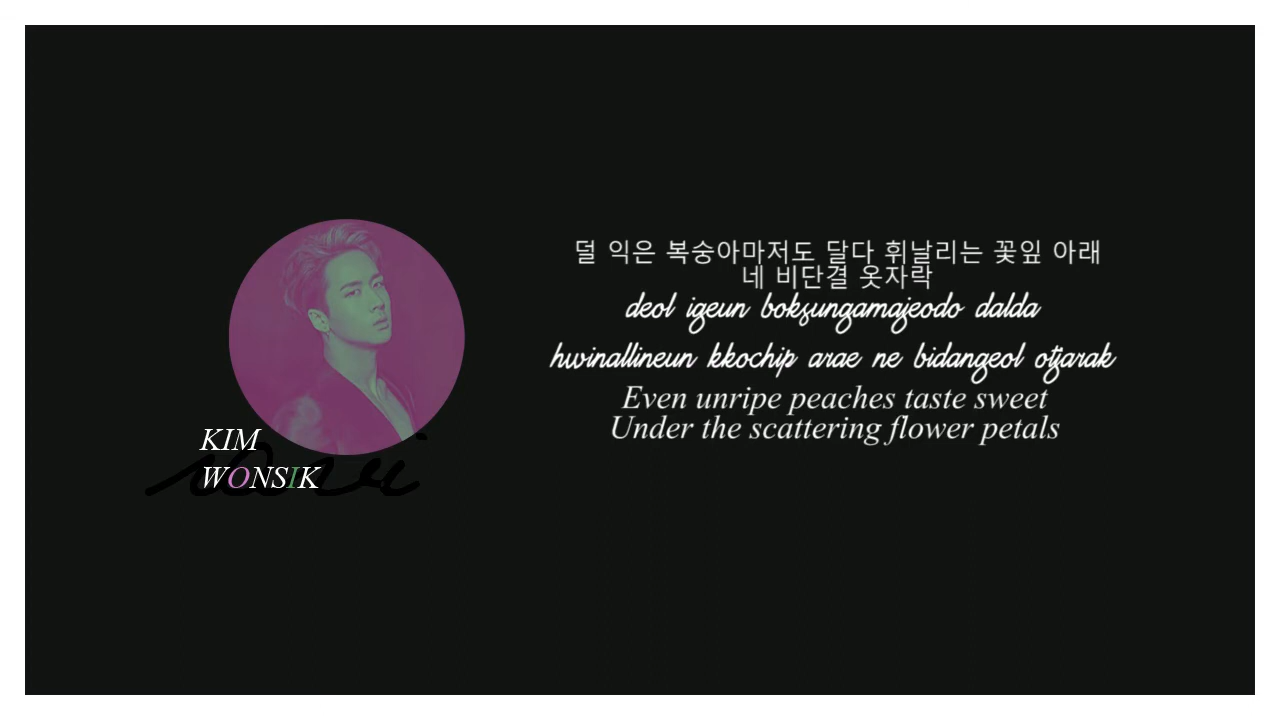 KIM
WONSIK
덜 익은 복숭아마저도 달다 휘날리는 꽃잎 아래
네 비단결 옷자락
deol igeun boksungamajeodo dalda
hwinallineun kkochip arae ne bidangeol otjarak
Even unripe peaches taste sweet
Under the scattering flower petals